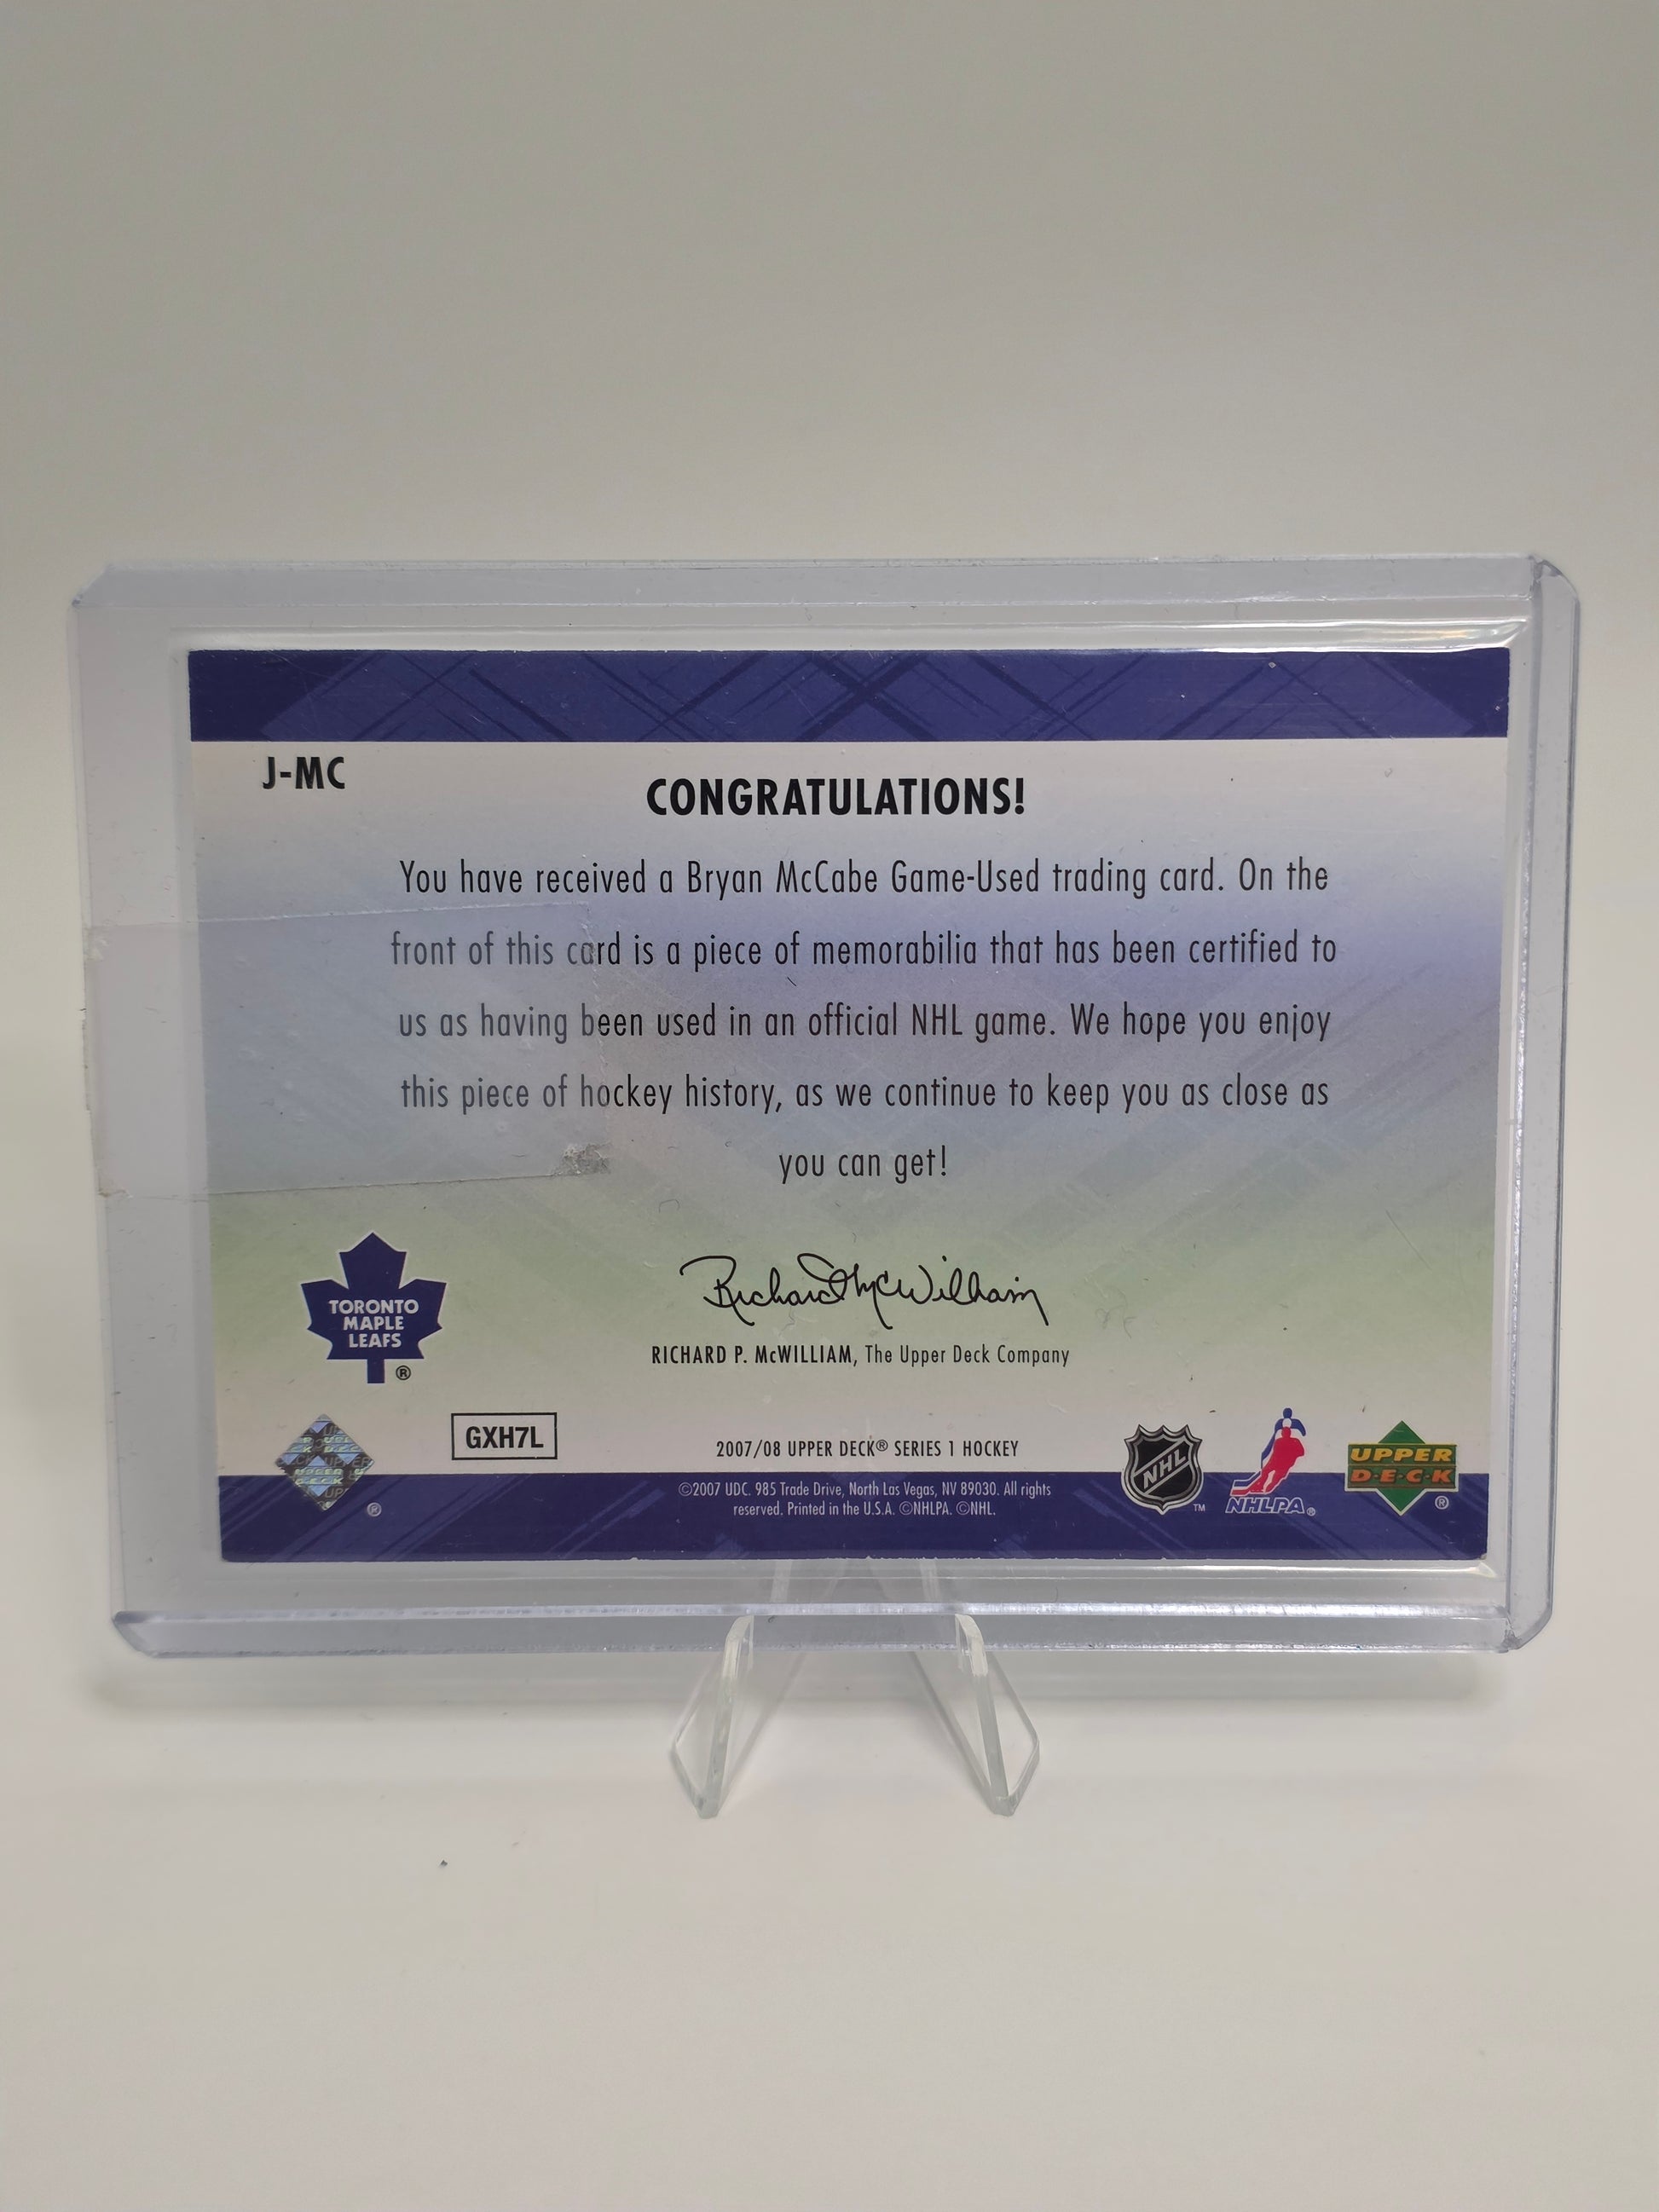 J-MC
CONGRATULATIONS!
You have received a Bryan McCabe Game-Used trading card. On the
front of this card is a piece of memorabilia that has been certified to
us as having been used in an official NHL game. We hope you enjoy
this piece of hockey history, as we continue to keep you as close as
you can get!
TORONTO
MAPLE
LEAFS
®
Richard McWilliam
RICHARD P. McWILLIAM, The Upper Deck Company
GXH7L
2007/08 UPPER DECK® SERIES 1 HOCKEY
©2007 UDC. 985 Trade Drive, North Las Vegas, NV 89030. All rights
reserved. Printed in the U.S.A. ©NHLPA. ©NHL.
UPPER
DECK
®
NHL
™
NHLPA®
UPPER
DECK
®